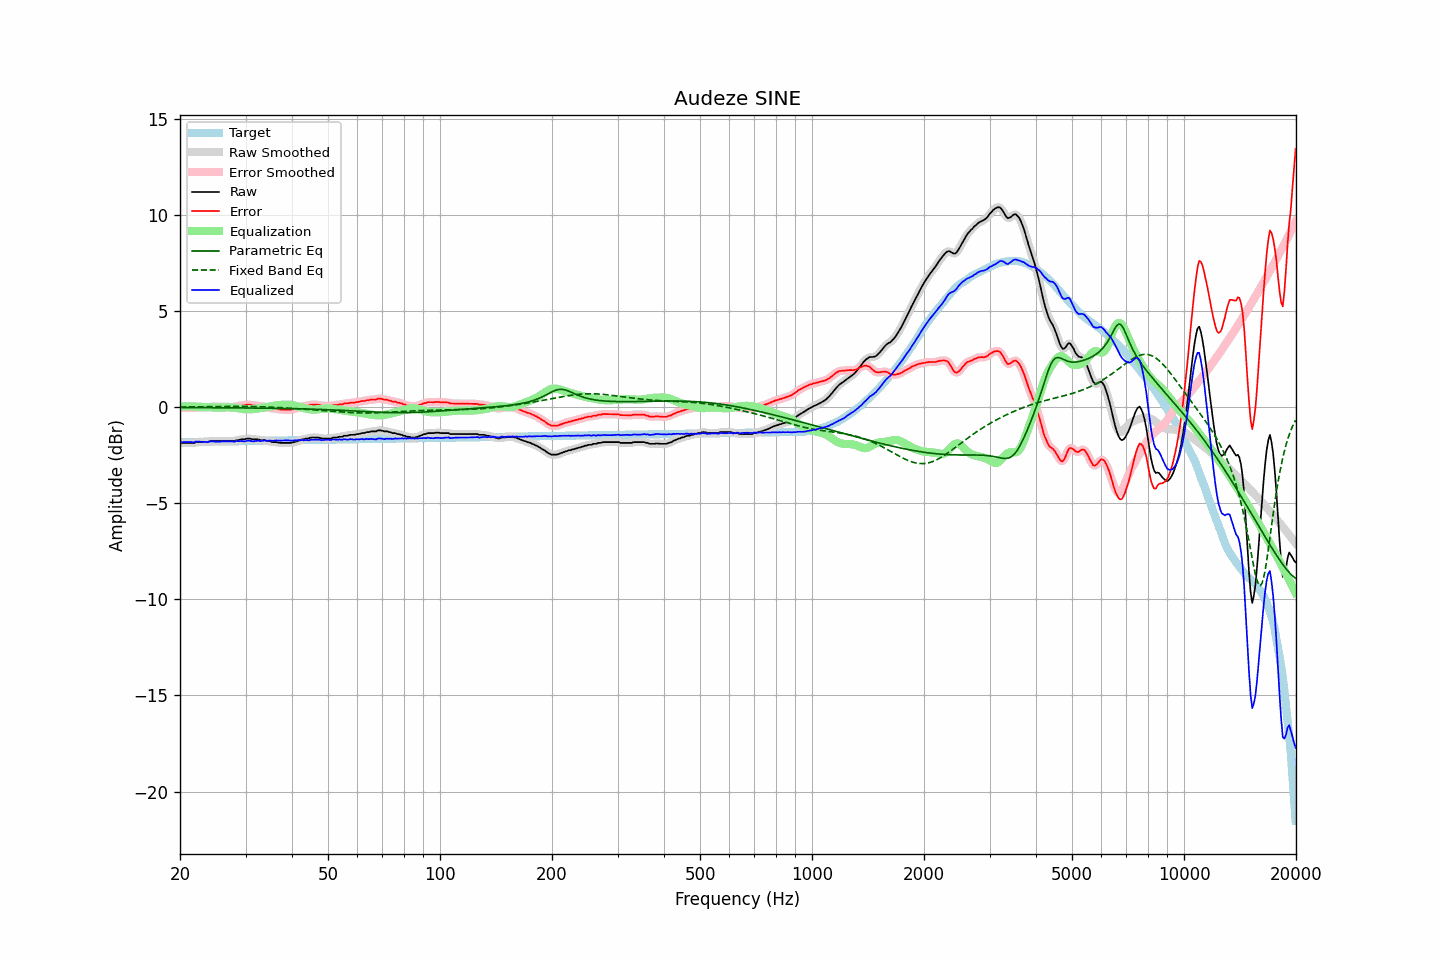 Audeze SINE
Target
Raw Smoothed
Error Smoothed
Raw
Error
Equalization
Parametric Eq
Fixed Band Eq
Equalized
15
10
5
0
−5
−10
−15
−20
Amplitude (dBr)
20
50
100
200
500
1000
2000
5000
10000
20000
Frequency (Hz)